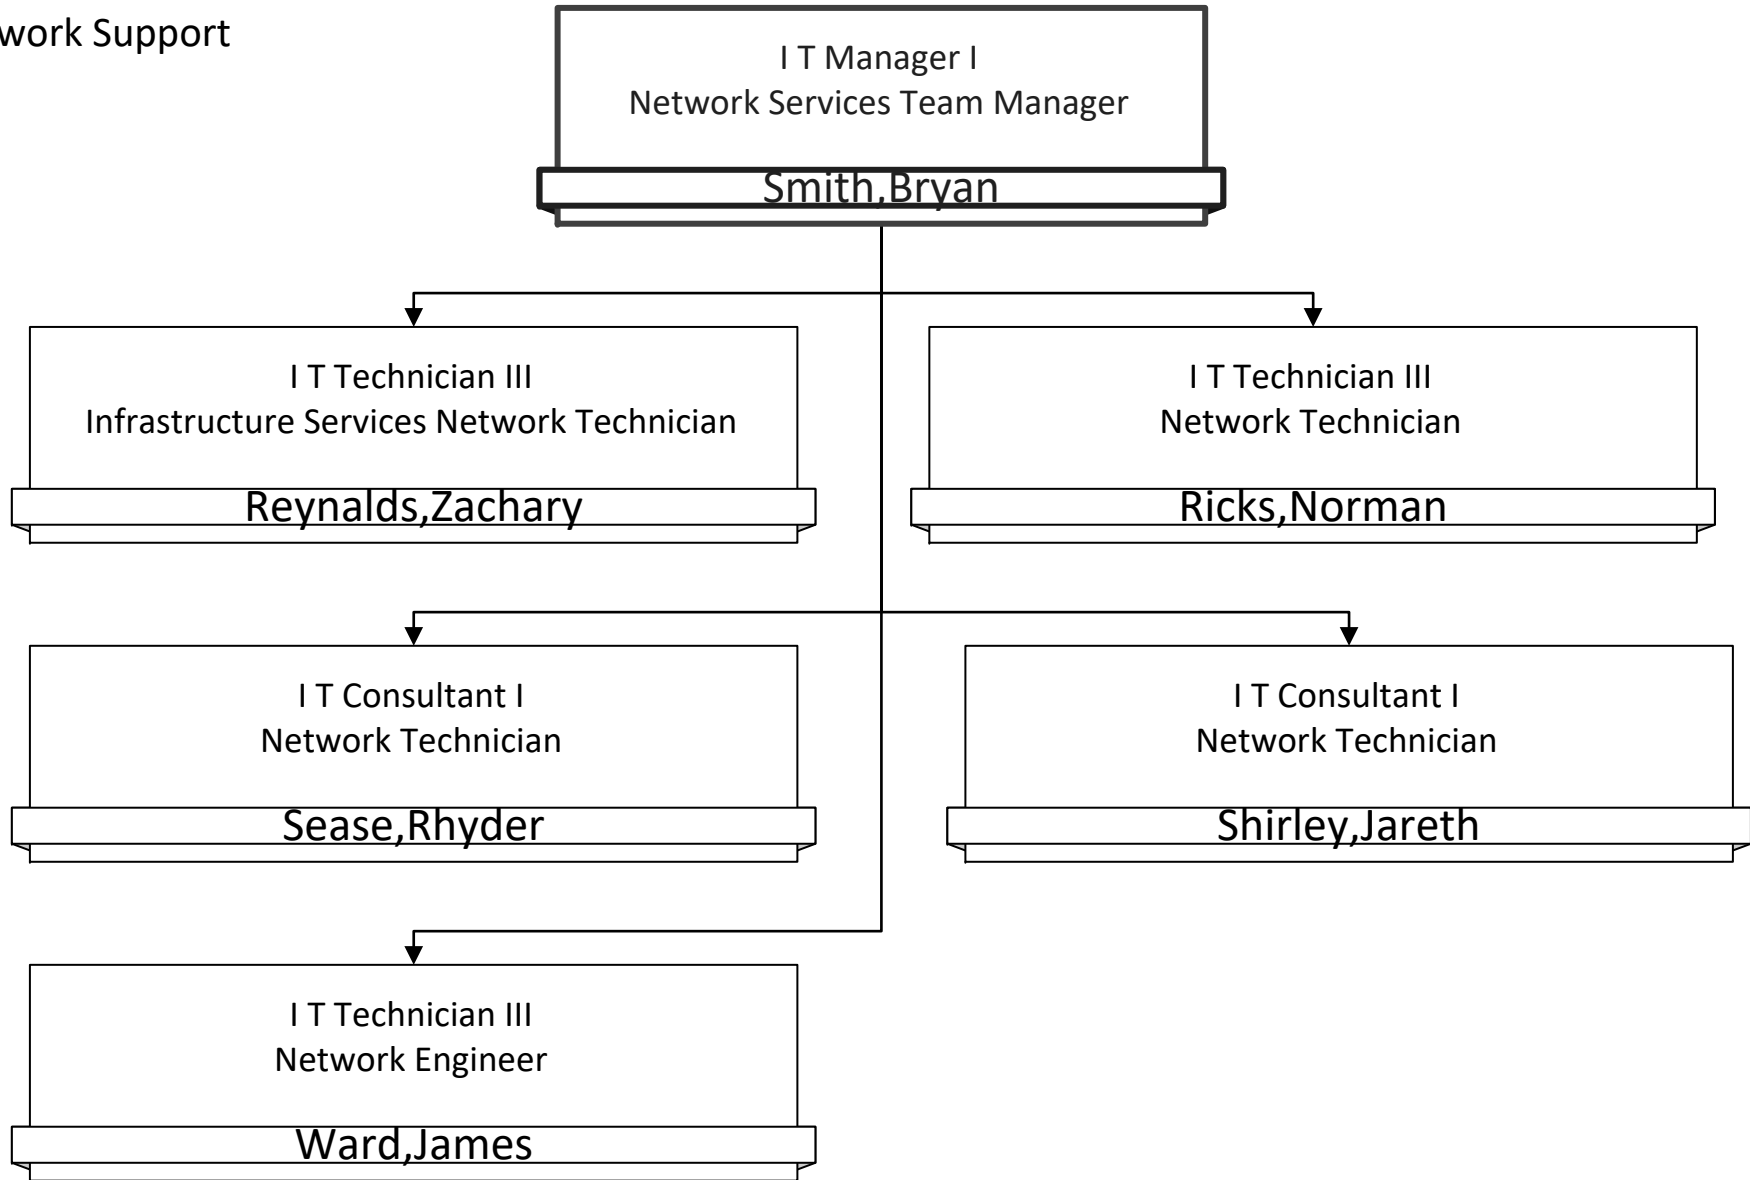 work Support
I T Manager I
Network Services Team Manager
Smith,Bryan
I T Technician III
Infrastructure Services Network Technician
Reynalds,Zachary
I T Technician III
Network Technician
Ricks,Norman
I T Consultant I
Network Technician
Sease,Rhyder
I T Consultant I
Network Technician
Shirley,Jareth
I T Technician III
Network Engineer
Ward,James